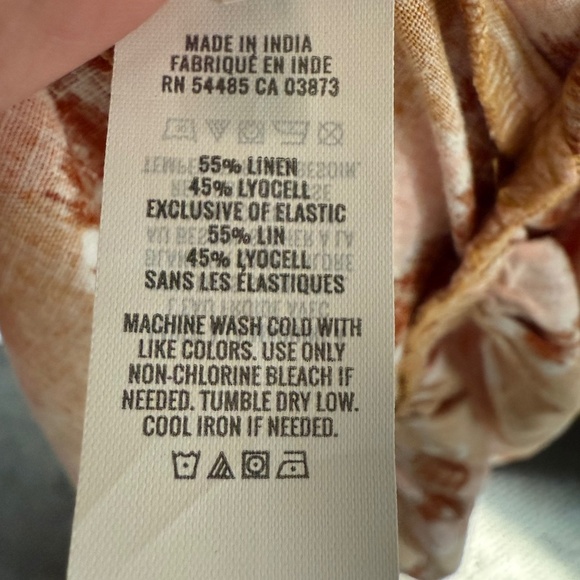 MADE IN INDIA
FABRIQUÉ EN INDE
RN 54485 CA 03873
55% LINEN
45% LYOCELL
EXCLUSIVE OF ELASTIC
55% LIN
45% LYOCELL
SANS LES ÉLASTIQUES
MACHINE WASH COLD WITH
LIKE COLORS. USE ONLY
NON-CHLORINE BLEACH IF
NEEDED. TUMBLE DRY LOW.
COOL IRON IF NEEDED.